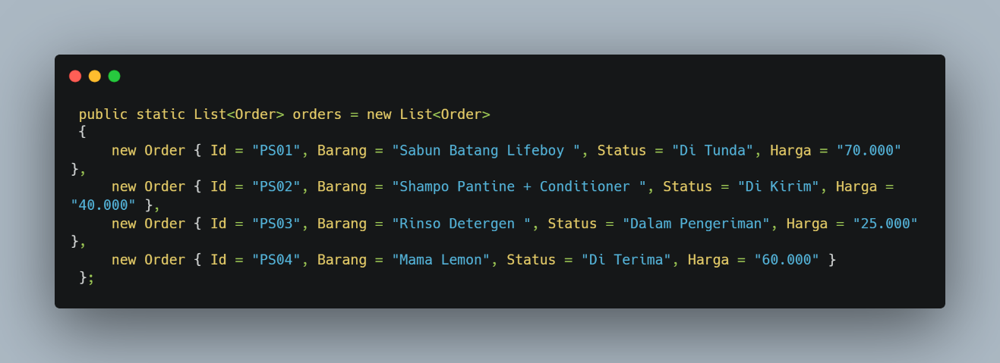 public static List<Order> orders = new List<Order>
{
new Order { Id = "PS01", Barang = "Sabun Batang Lifeboy ", Status = "Di Tunda", Harga = "70.000"
},
new Order { Id = "PS02", Barang = "Shampo Pantine + Conditioner ", Status = "Di Kirim", Harga =
"40.000" },
new Order { Id = "PS03", Barang = "Rinso Detergen ", Status = "Dalam Pengeriman", Harga = "25.000"
},
new Order { Id = "PS04", Barang = "Mama Lemon", Status = "Di Terima", Harga = "60.000" }
};